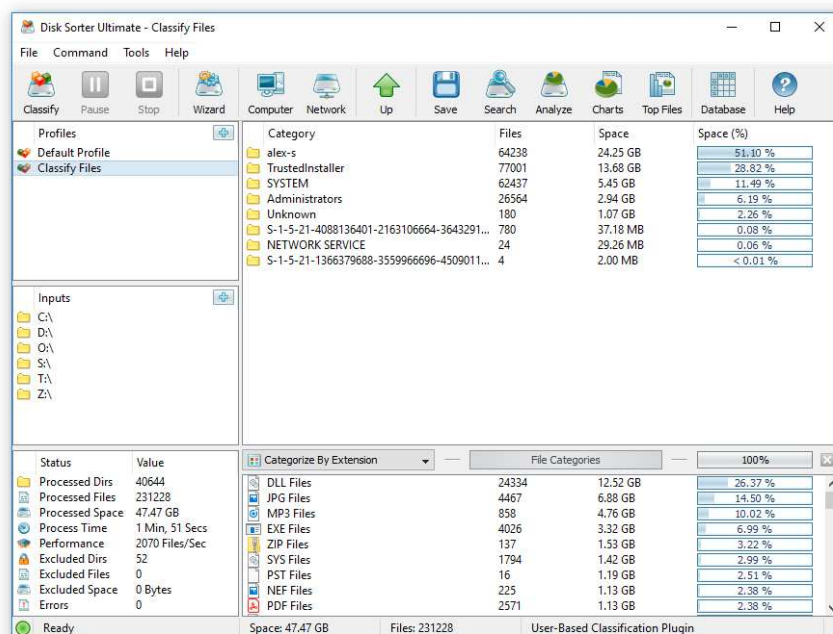 Disk Sorter Ultimate - Classify Files
File Command Tools Help
Classify Pause Stop Wizard Computer Network Up Save Search Analyze Charts Top Files Database Help
Profiles
Default Profile
Classify Files
Category Files Space Space (%)
alex-s 64238 24.25 GB 51.10 %
TrustedInstaller 77001 13.68 GB 28.82 %
SYSTEM 62437 5.45 GB 11.49 %
Administrators 26564 2.94 GB 6.19 %
Unknown 180 1.07 GB 2.26 %
S-1-5-21-4088136401-2163106664-3643291... 780 37.18 MB 0.08 %
NETWORK SERVICE 24 29.26 MB 0.06 %
S-1-5-21-1366379688-3559966696-4509011... 4 2.00 MB < 0.01 %
Inputs
C:\
D:\
O:\
S:\
T:\
Z:\
Status Value
Processed Dirs 40644
Processed Files 231228
Processed Space 47.47 GB
Process Time 1 Min, 51 Secs
Performance 2070 Files/Sec
Excluded Dirs 52
Excluded Files 0
Excluded Space 0 Bytes
Errors 0
Categorize By Extension File Categories 100%
DLL Files 24334 12.52 GB 26.37 %
JPG Files 4467 6.88 GB 14.50 %
MP3 Files 858 4.76 GB 10.02 %
EXE Files 4026 3.32 GB 6.99 %
ZIP Files 137 1.53 GB 3.22 %
SYS Files 1794 1.42 GB 2.99 %
PST Files 16 1.19 GB 2.51 %
NEF Files 225 1.13 GB 2.38 %
PDF Files 2571 1.13 GB 2.38 %
Ready Space: 47.47 GB Files: 231228 User-Based Classification Plugin